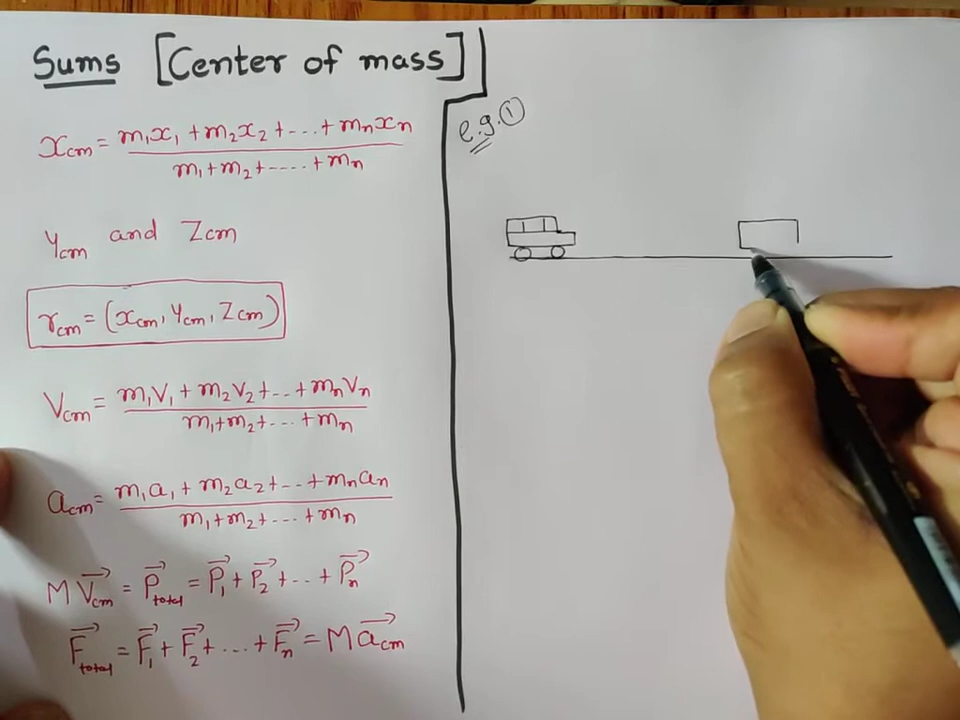 Sums [Center of mass]
xcm = m1x1 + m2x2 + ... + mnxn / m1 + m2 + ..... + mn
Ycm and Zcm
rcm = (xcm, Ycm, Zcm)
Vcm = m1V1 + m2V2 + ... + mnVn / m1 + m2 + ... + mn
acm = m1a1 + m2a2 + ... + mnan / m1 + m2 + ... + mn
M V⃗cm = P⃗total = P⃗1 + P⃗2 + ... + P⃗n
F⃗total = F⃗1 + F⃗2 + ... + F⃗n = M a⃗cm
e.g. ①